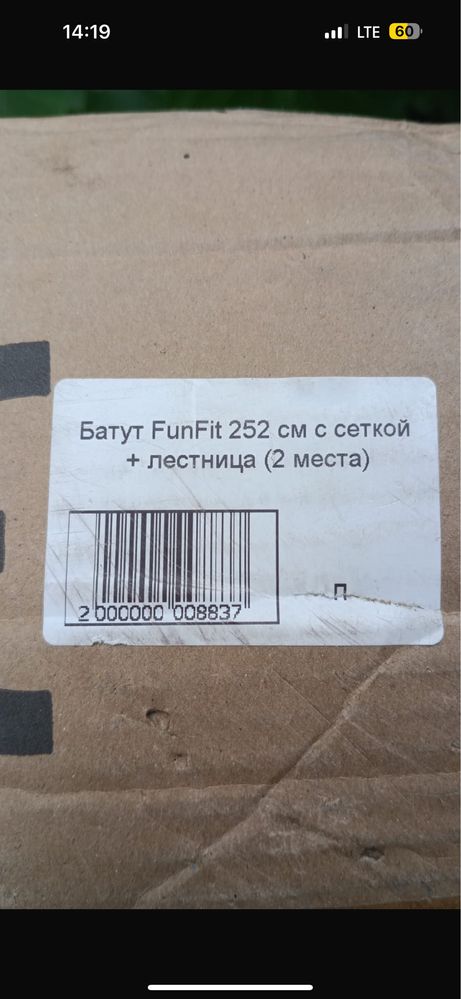 14:19
LTE
60
Батут FunFit 252 см с сеткой
+ лестница (2 места)
П
2 000000 008837